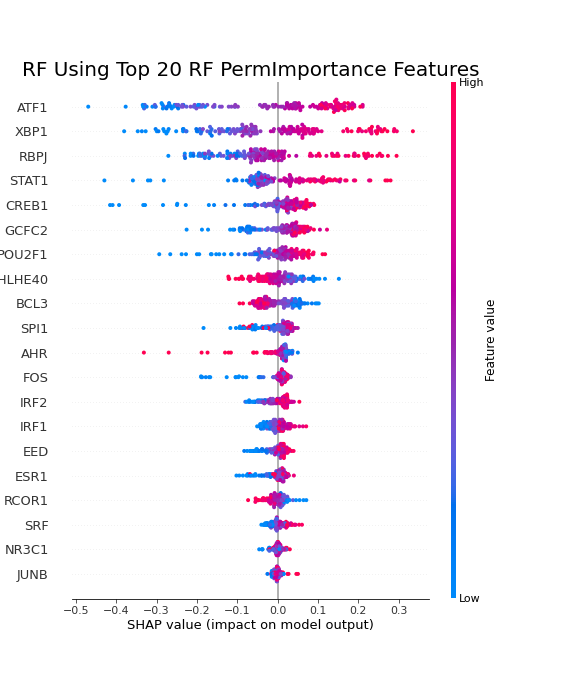 RF Using Top 20 RF PermImportance Features
High
ATF1
XBP1
RBPJ
STAT1
CREB1
GCFC2
POU2F1
HLHE40
BCL3
SPI1
AHR
FOS
IRF2
IRF1
EED
ESR1
RCOR1
SRF
NR3C1
JUNB
Feature value
Low
−0.5 −0.4 −0.3 −0.2 −0.1 0.0 0.1 0.2 0.3
SHAP value (impact on model output)